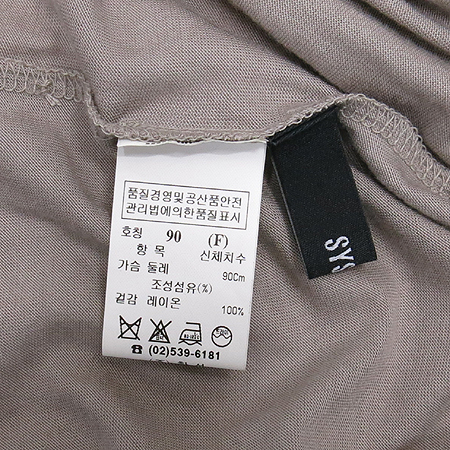 품질경영및공산품안전
관리법에의한품질표시
호칭 90 (F)
항 목 신체치수
가슴 둘레 90Cm
조성섬유(%)
겉감 레이온 100%
☎ (02)539-6181
SYS